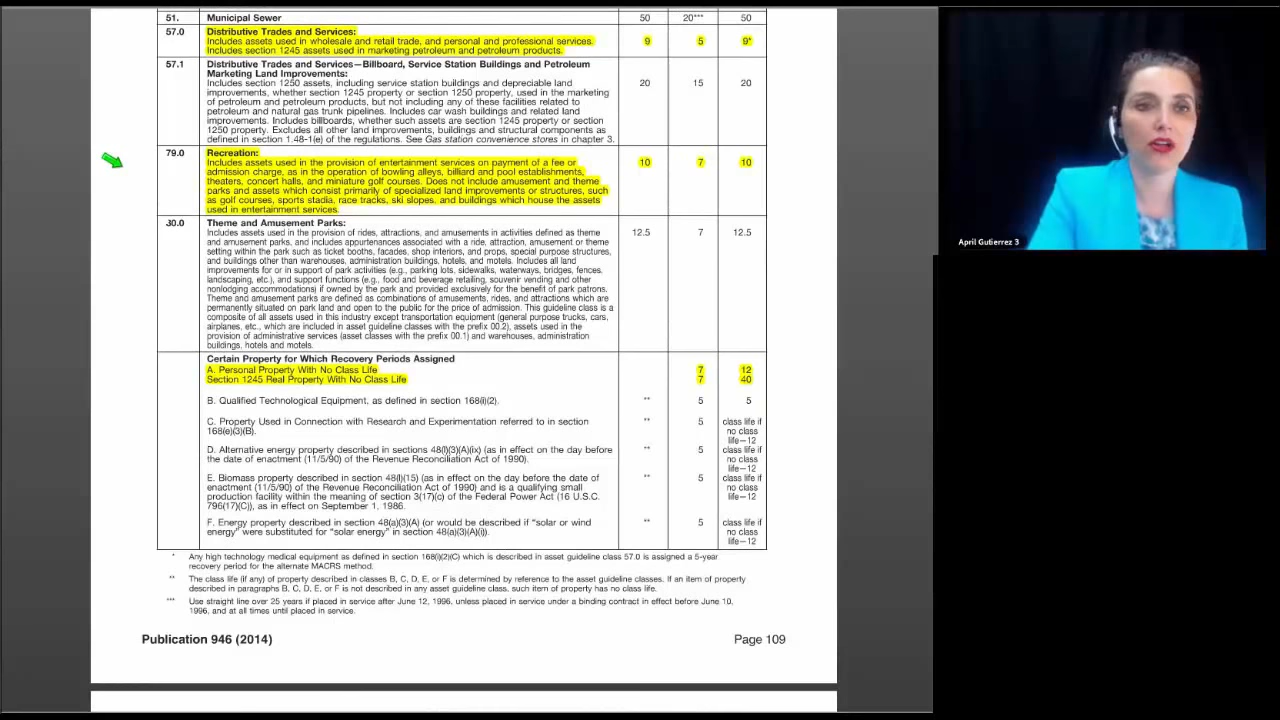 51. Municipal Sewer 50 20*** 50
57.0 Distributive Trades and Services:
Includes assets used in wholesale and retail trade, and personal and professional services. 9 5 9*
Includes section 1245 assets used in marketing petroleum and petroleum products.
57.1 Distributive Trades and Services—Billboard, Service Station Buildings and Petroleum
Marketing Land Improvements:
Includes section 1250 assets, including service station buildings and depreciable land 20 15 20
improvements, whether section 1245 property or section 1250 property, used in the marketing
of petroleum and petroleum products, but not including any of these facilities related to
petroleum and natural gas trunk pipelines. Includes car wash buildings and related land
improvements. Includes billboards, whether such assets are section 1245 property or section
1250 property. Excludes all other land improvements, buildings and structural components as
defined in section 1.48-1(e) of the regulations. See Gas station convenience stores in chapter 3.
79.0 Recreation:
Includes assets used in the provision of entertainment services on payment of a fee or 10 7 10
admission charge, as in the operation of bowling alleys, billiard and pool establishments,
theaters, concert halls, and miniature golf courses. Does not include amusement and theme
parks and assets which consist primarily of specialized land improvements or structures, such
as golf courses, sports stadia, race tracks, ski slopes, and buildings which house the assets
used in entertainment services.
30.0 Theme and Amusement Parks:
Includes assets used in the provision of rides, attractions, and amusements in activities defined as theme 12.5 7 12.5
and amusement parks, and includes appurtenances associated with a ride, attraction, amusement or theme
setting within the park such as ticket booths, facades, shop interiors, and props, special purpose structures,
and buildings other than warehouses, administration buildings, hotels, and motels. Includes all land
improvements for or in support of park activities (e.g., parking lots, sidewalks, waterways, bridges, fences,
landscaping, etc.), and support functions (e.g., food and beverage retailing, souvenir vending and other
nonlodging accommodations) if owned by the park and provided exclusively for the benefit of park patrons.
Theme and amusement parks are defined as combinations of amusements, rides, and attractions which are
permanently situated on park land and open to the public for the price of admission. This guideline class is a
composite of all assets used in this industry except transportation equipment (general purpose trucks, cars,
airplanes, etc., which are included in asset guideline classes with the prefix 00.2), assets used in the
provision of administrative services (asset classes with the prefix 00.1) and warehouses, administration
buildings, hotels and motels.
Certain Property for Which Recovery Periods Assigned
A. Personal Property With No Class Life 7 12
Section 1245 Real Property With No Class Life 7 40
B. Qualified Technological Equipment, as defined in section 168(i)(2). ** 5 5
C. Property Used in Connection with Research and Experimentation referred to in section ** 5 class life if
168(e)(3)(B). no class
life—12
D. Alternative energy property described in sections 48(l)(3)(A)(ix) (as in effect on the day before ** 5 class life if
the date of enactment (11/5/90) of the Revenue Reconciliation Act of 1990). no class
life—12
E. Biomass property described in section 48(l)(15) (as in effect on the day before the date of ** 5 class life if
enactment (11/5/90) of the Revenue Reconciliation Act of 1990) and is a qualifying small no class
production facility within the meaning of section 3(17)(c) of the Federal Power Act (16 U.S.C. life—12
796(17)(C)), as in effect on September 1, 1986.
F. Energy property described in section 48(a)(3)(A) (or would be described if “solar or wind ** 5 class life if
energy” were substituted for “solar energy” in section 48(a)(3)(A)(i)). no class
life—12
* Any high technology medical equipment as defined in section 168(i)(2)(C) which is described in asset guideline class 57.0 is assigned a 5-year
recovery period for the alternate MACRS method.
** The class life (if any) of property described in classes B, C, D, E, or F is determined by reference to the asset guideline classes. If an item of property
described in paragraphs B, C, D, E, or F is not described in any asset guideline class, such item of property has no class life.
*** Use straight line over 25 years if placed in service after June 12, 1996, unless placed in service under a binding contract in effect before June 10,
1996, and at all times until placed in service.
Publication 946 (2014) Page 109
April Gutierrez 3